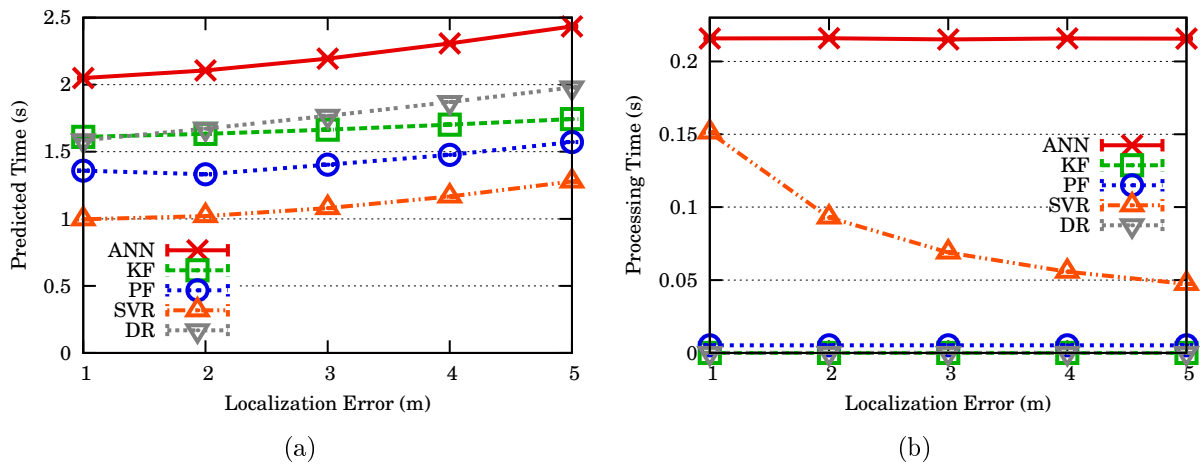 2.5
2
1.5
1
0.5
0
Predicted Time (s)
ANN
KF
PF
SVR
DR
1 2 3 4 5
Localization Error (m)
(a)
0.2
0.15
0.1
0.05
0
Processing Time (s)
ANN
KF
PF
SVR
DR
1 2 3 4 5
Localization Error (m)
(b)